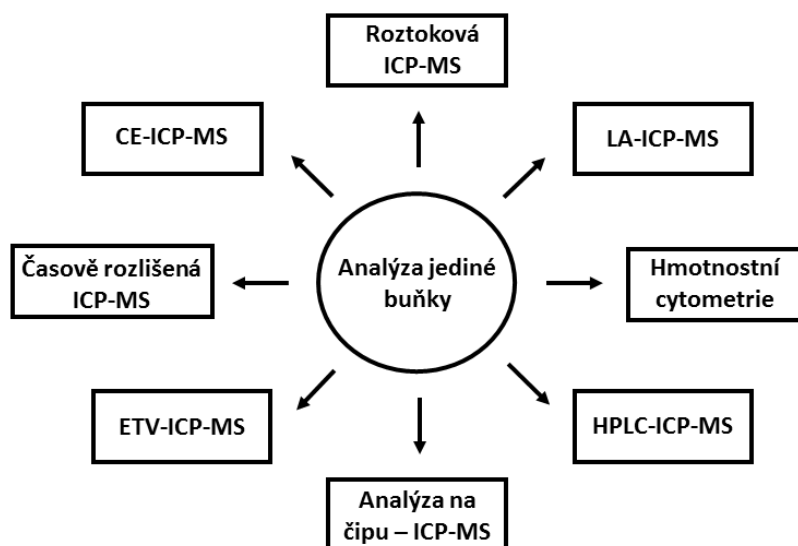 Roztoková
ICP-MS
CE-ICP-MS
LA-ICP-MS
Časově rozlišená
ICP-MS
Analýza jediné
buňky
Hmotnostní
cytometrie
ETV-ICP-MS
HPLC-ICP-MS
Analýza na
čipu – ICP-MS